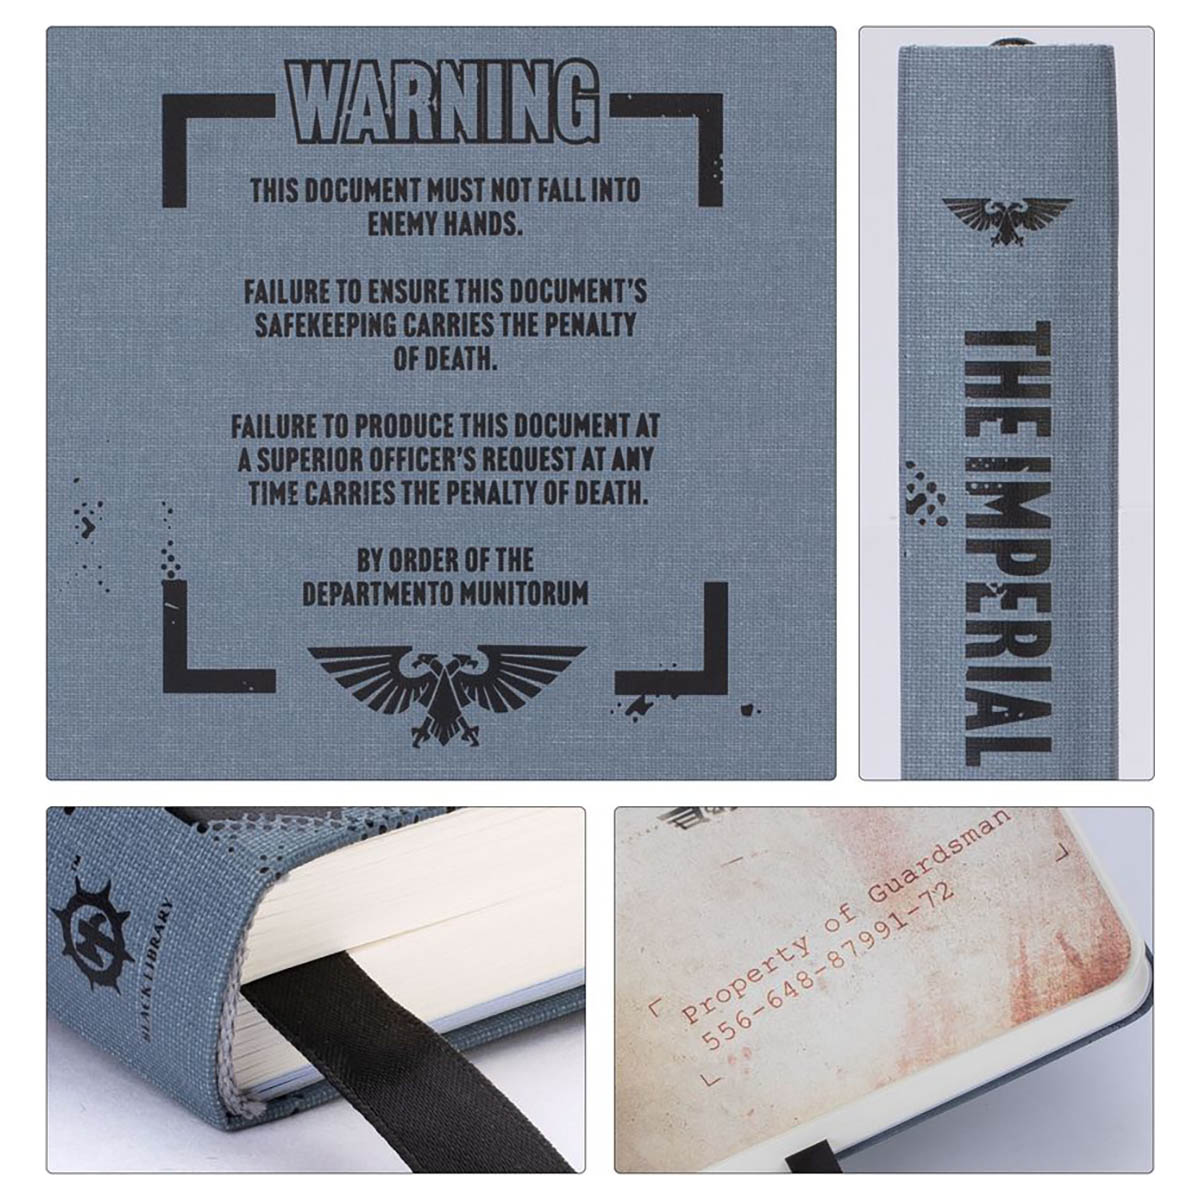 WARNING
THIS DOCUMENT MUST NOT FALL INTO
ENEMY HANDS.
FAILURE TO ENSURE THIS DOCUMENT'S
SAFEKEEPING CARRIES THE PENALTY
OF DEATH.
FAILURE TO PRODUCE THIS DOCUMENT AT
A SUPERIOR OFFICER'S REQUEST AT ANY
TIME CARRIES THE PENALTY OF DEATH.
BY ORDER OF THE
DEPARTMENTO MUNITORUM
THE IMPERIAL
BLACK LIBRARY
TM
Property of Guardsman
556-648-87991-72